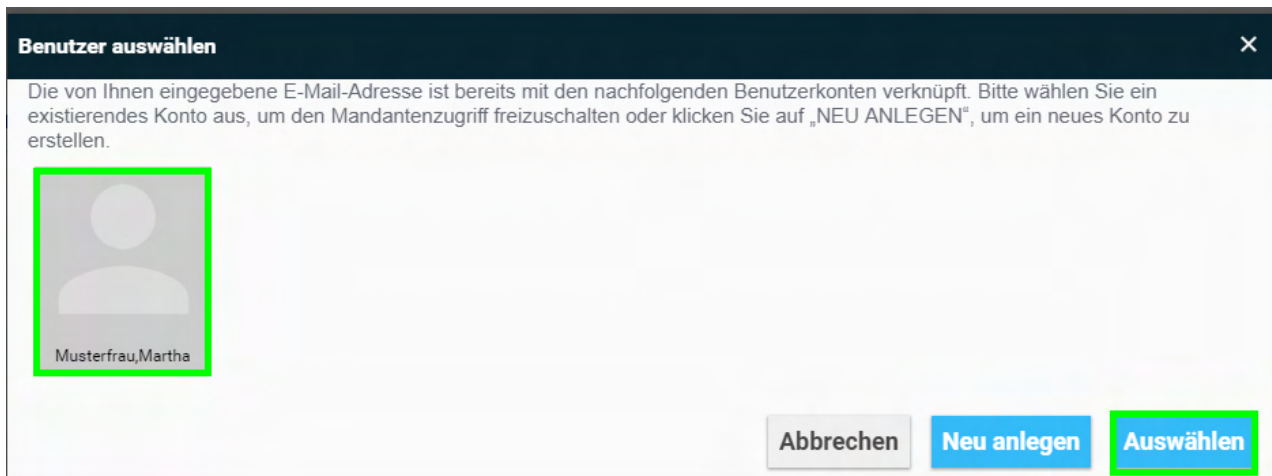 Benutzer auswählen ×
Die von Ihnen eingegebene E-Mail-Adresse ist bereits mit den nachfolgenden Benutzerkonten verknüpft. Bitte wählen Sie ein
existierendes Konto aus, um den Mandantenzugriff freizuschalten oder klicken Sie auf „NEU ANLEGEN“, um ein neues Konto zu
erstellen.
Musterfrau,Martha
Abbrechen Neu anlegen Auswählen